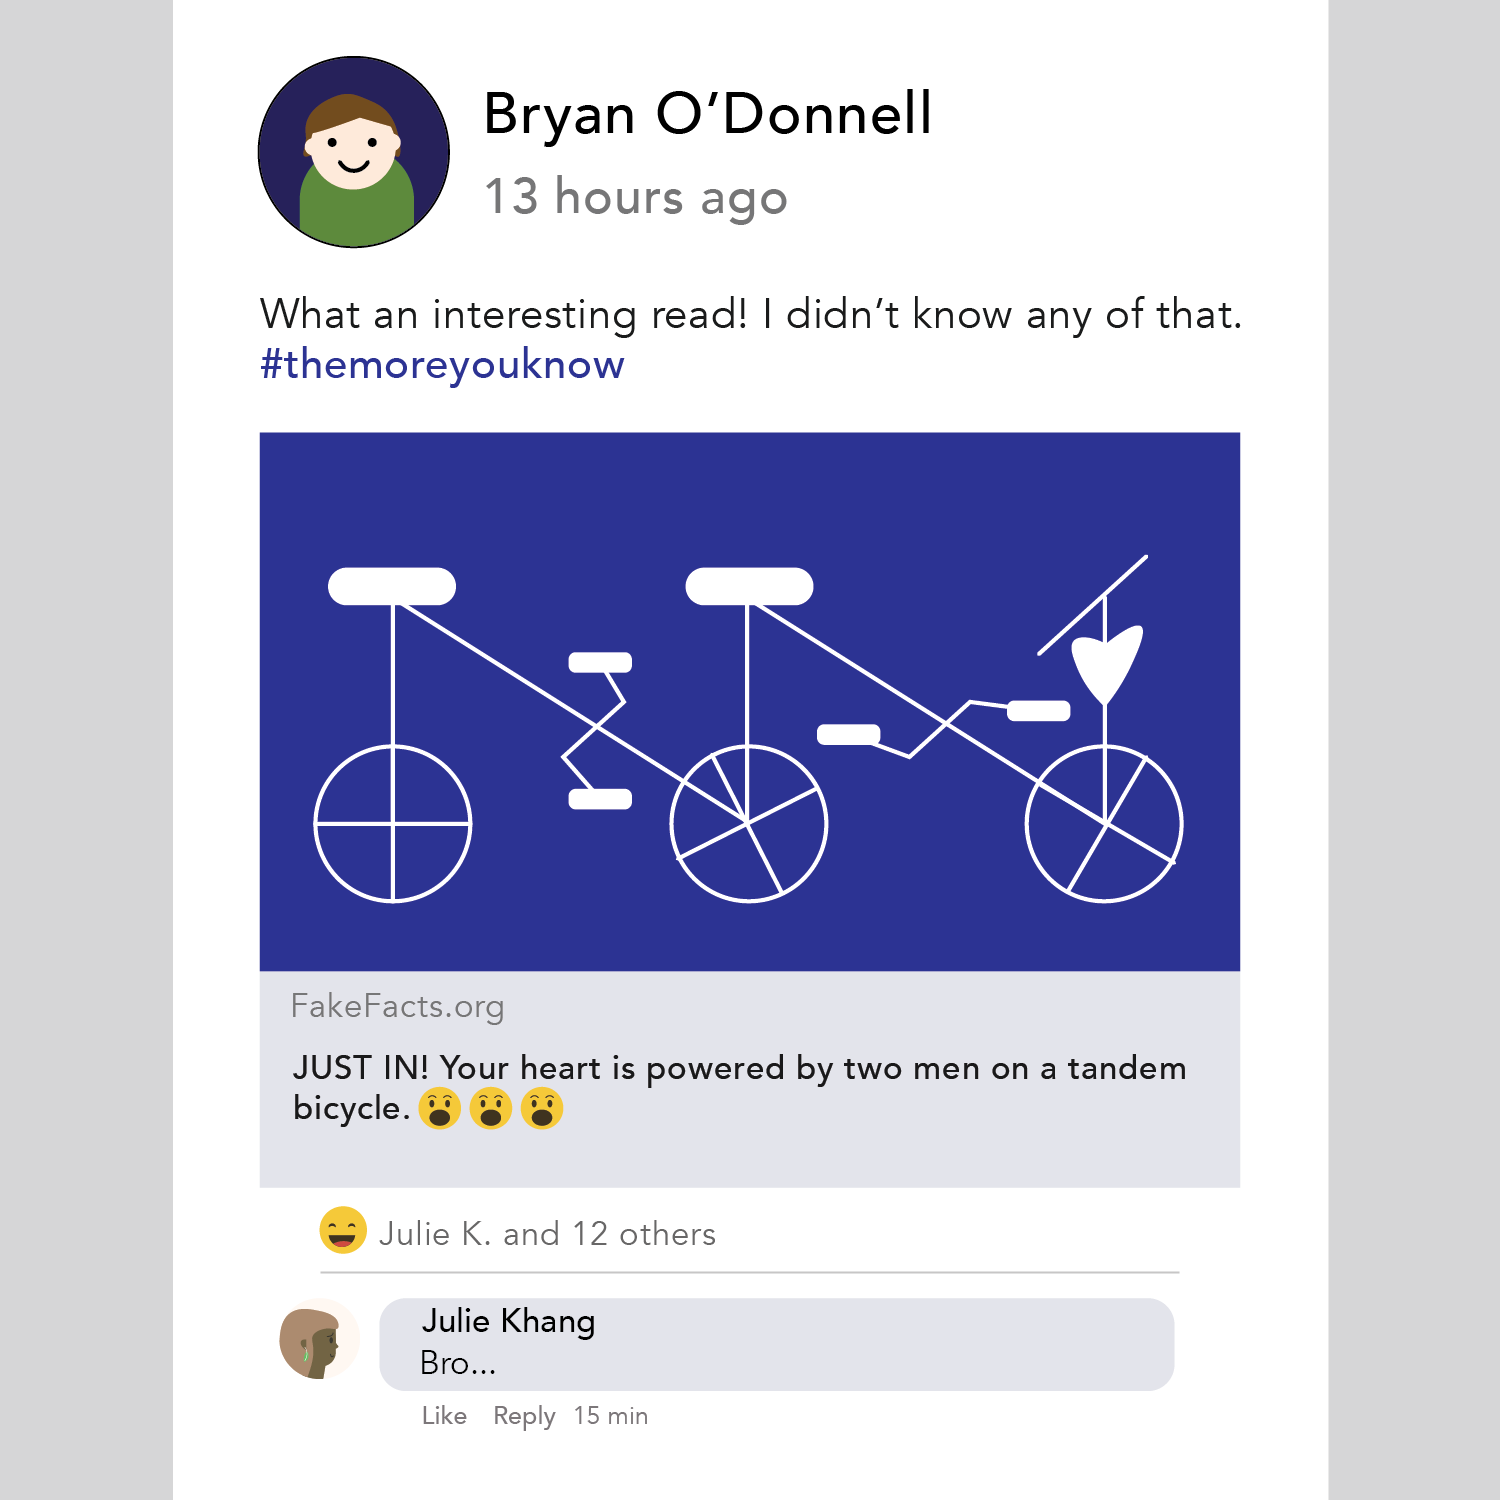 Bryan O’Donnell
13 hours ago
What an interesting read! I didn’t know any of that.
#themoreyouknow
FakeFacts.org
JUST IN! Your heart is powered by two men on a tandem
bicycle.
Julie K. and 12 others
Julie Khang
Bro...
Like Reply 15 min